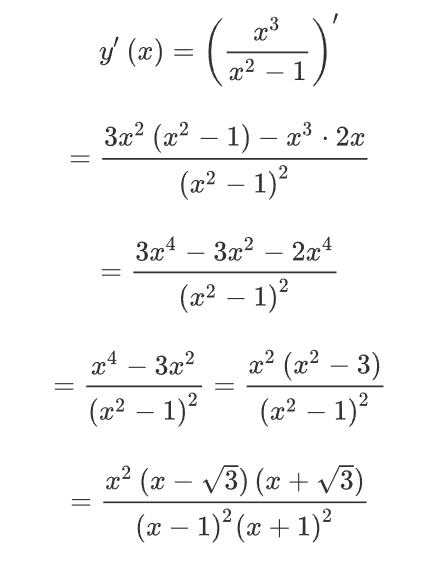 y′ (x) = (x³ / (x² − 1))′
= (3x² (x² − 1) − x³ · 2x) / (x² − 1)²
= (3x⁴ − 3x² − 2x⁴) / (x² − 1)²
= (x⁴ − 3x²) / (x² − 1)² = (x² (x² − 3)) / (x² − 1)²
= (x² (x − √3) (x + √3)) / ((x − 1)² (x + 1)²)